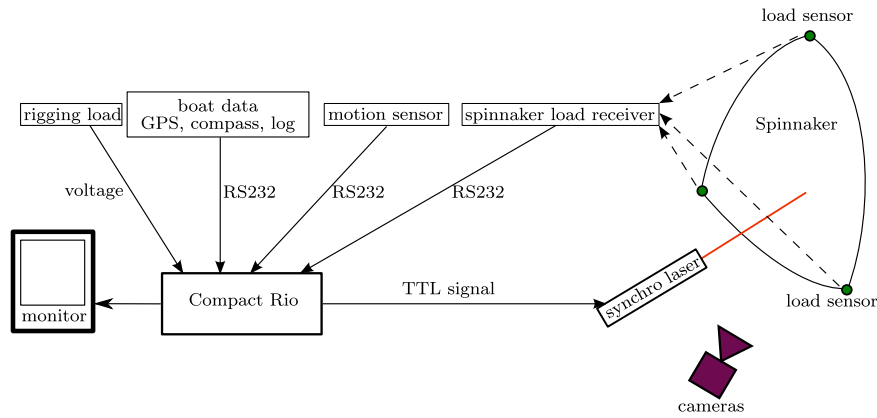 load sensor
boat data
rigging load
GPS, compass, log
motion sensor
spinnaker load receiver
Spinnaker
voltage
RS232
RS232
RS232
synchro laser
TTL signal
Compact Rio
load sensor
monitor
cameras